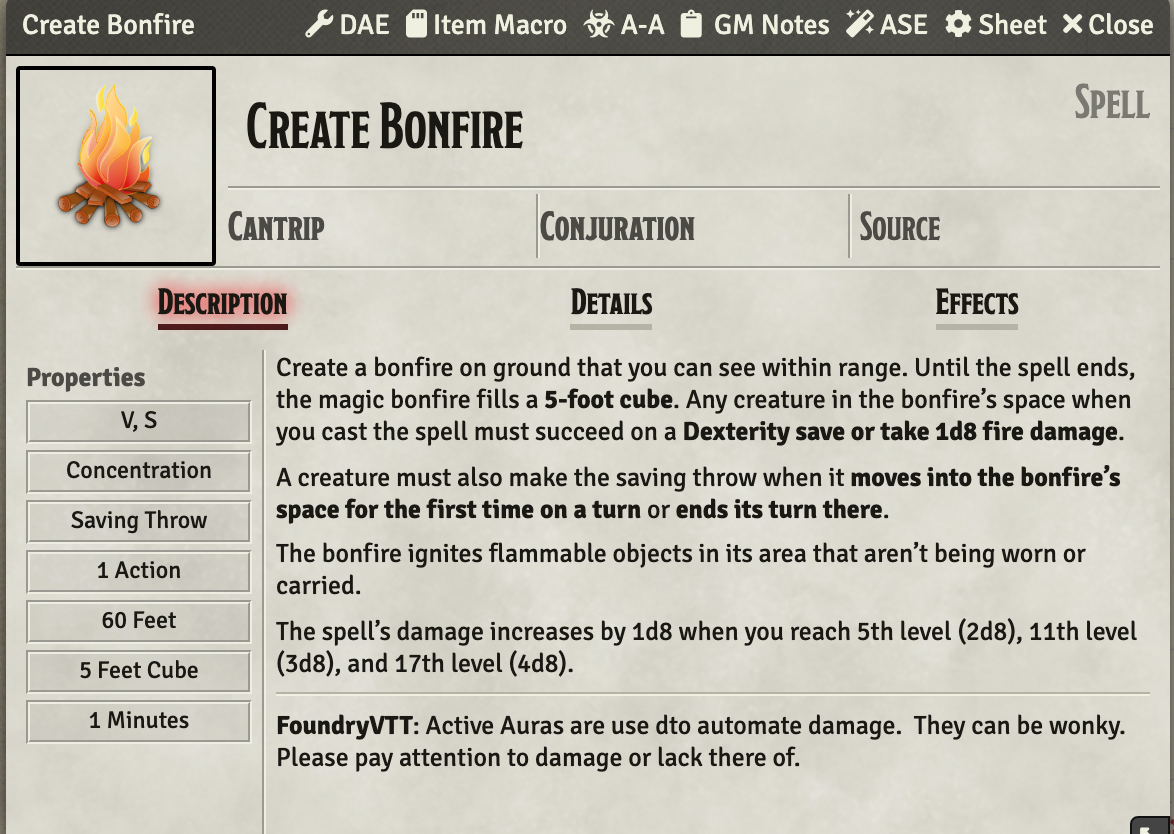 Create Bonfire DAE Item Macro A-A GM Notes ASE Sheet Close
Create Bonfire
Spell
Cantrip Conjuration Source
Description Details Effects
Properties
V, S
Concentration
Saving Throw
1 Action
60 Feet
5 Feet Cube
1 Minutes
Create a bonfire on ground that you can see within range. Until the spell ends,
the magic bonfire fills a 5-foot cube. Any creature in the bonfire’s space when
you cast the spell must succeed on a Dexterity save or take 1d8 fire damage.
A creature must also make the saving throw when it moves into the bonfire’s
space for the first time on a turn or ends its turn there.
The bonfire ignites flammable objects in its area that aren’t being worn or
carried.
The spell’s damage increases by 1d8 when you reach 5th level (2d8), 11th level
(3d8), and 17th level (4d8).
FoundryVTT: Active Auras are use dto automate damage.  They can be wonky.
Please pay attention to damage or lack there of.